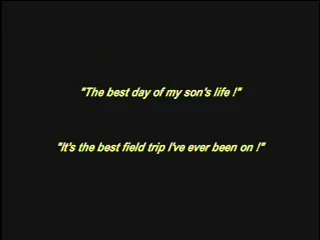 "The best day of my son's life !"
"It's the best field trip I've ever been on !"